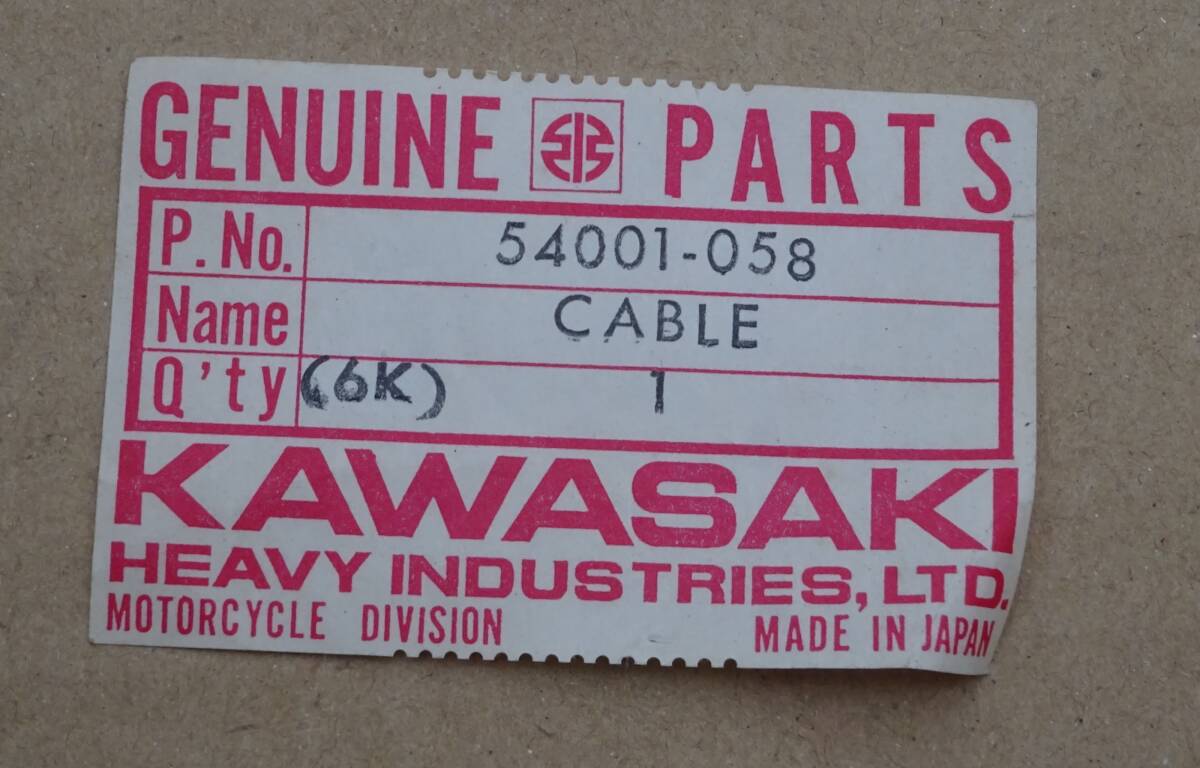 GENUINE PARTS
P. No. 54001-058
Name CABLE
Q'ty (6K) 1
KAWASAKI
HEAVY INDUSTRIES, LTD.
MOTORCYCLE DIVISION MADE IN JAPAN